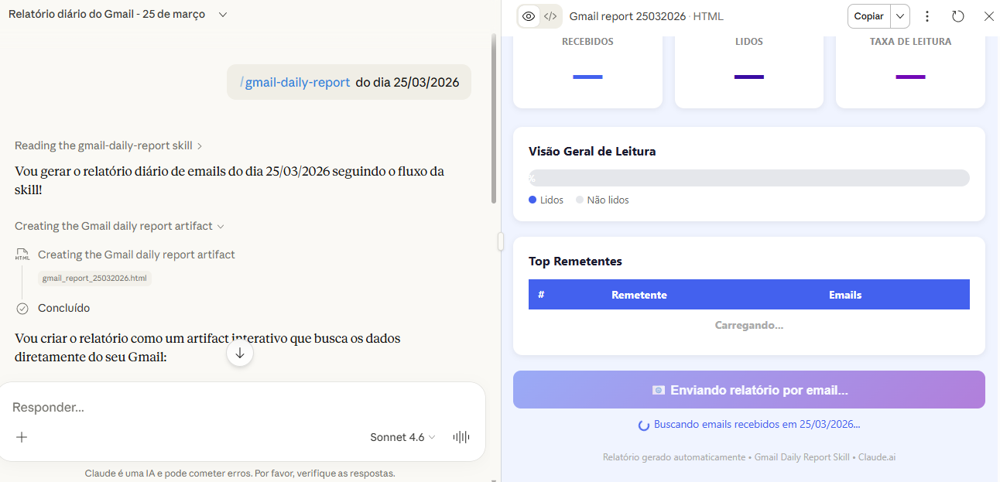 Relatório diário do Gmail - 25 de março
/gmail-daily-report do dia 25/03/2026
Reading the gmail-daily-report skill
Vou gerar o relatório diário de emails do dia 25/03/2026 seguindo o fluxo da
skill!
Creating the Gmail daily report artifact
HTML
Creating the Gmail daily report artifact
gmail_report_25032026.html
Concluído
Vou criar o relatório como um artifact interativo que busca os dados
diretamente do seu Gmail:
Responder...
Sonnet 4.6
Claude é uma IA e pode cometer erros. Por favor, verifique as respostas.
Gmail report 25032026 · HTML
Copiar
RECEBIDOS
LIDOS
TAXA DE LEITURA
Visão Geral de Leitura
%
Lidos
Não lidos
Top Remetentes
# Remetente Emails
Carregando...
Enviando relatório por email...
Buscando emails recebidos em 25/03/2026...
Relatório gerado automaticamente • Gmail Daily Report Skill • Claude.ai